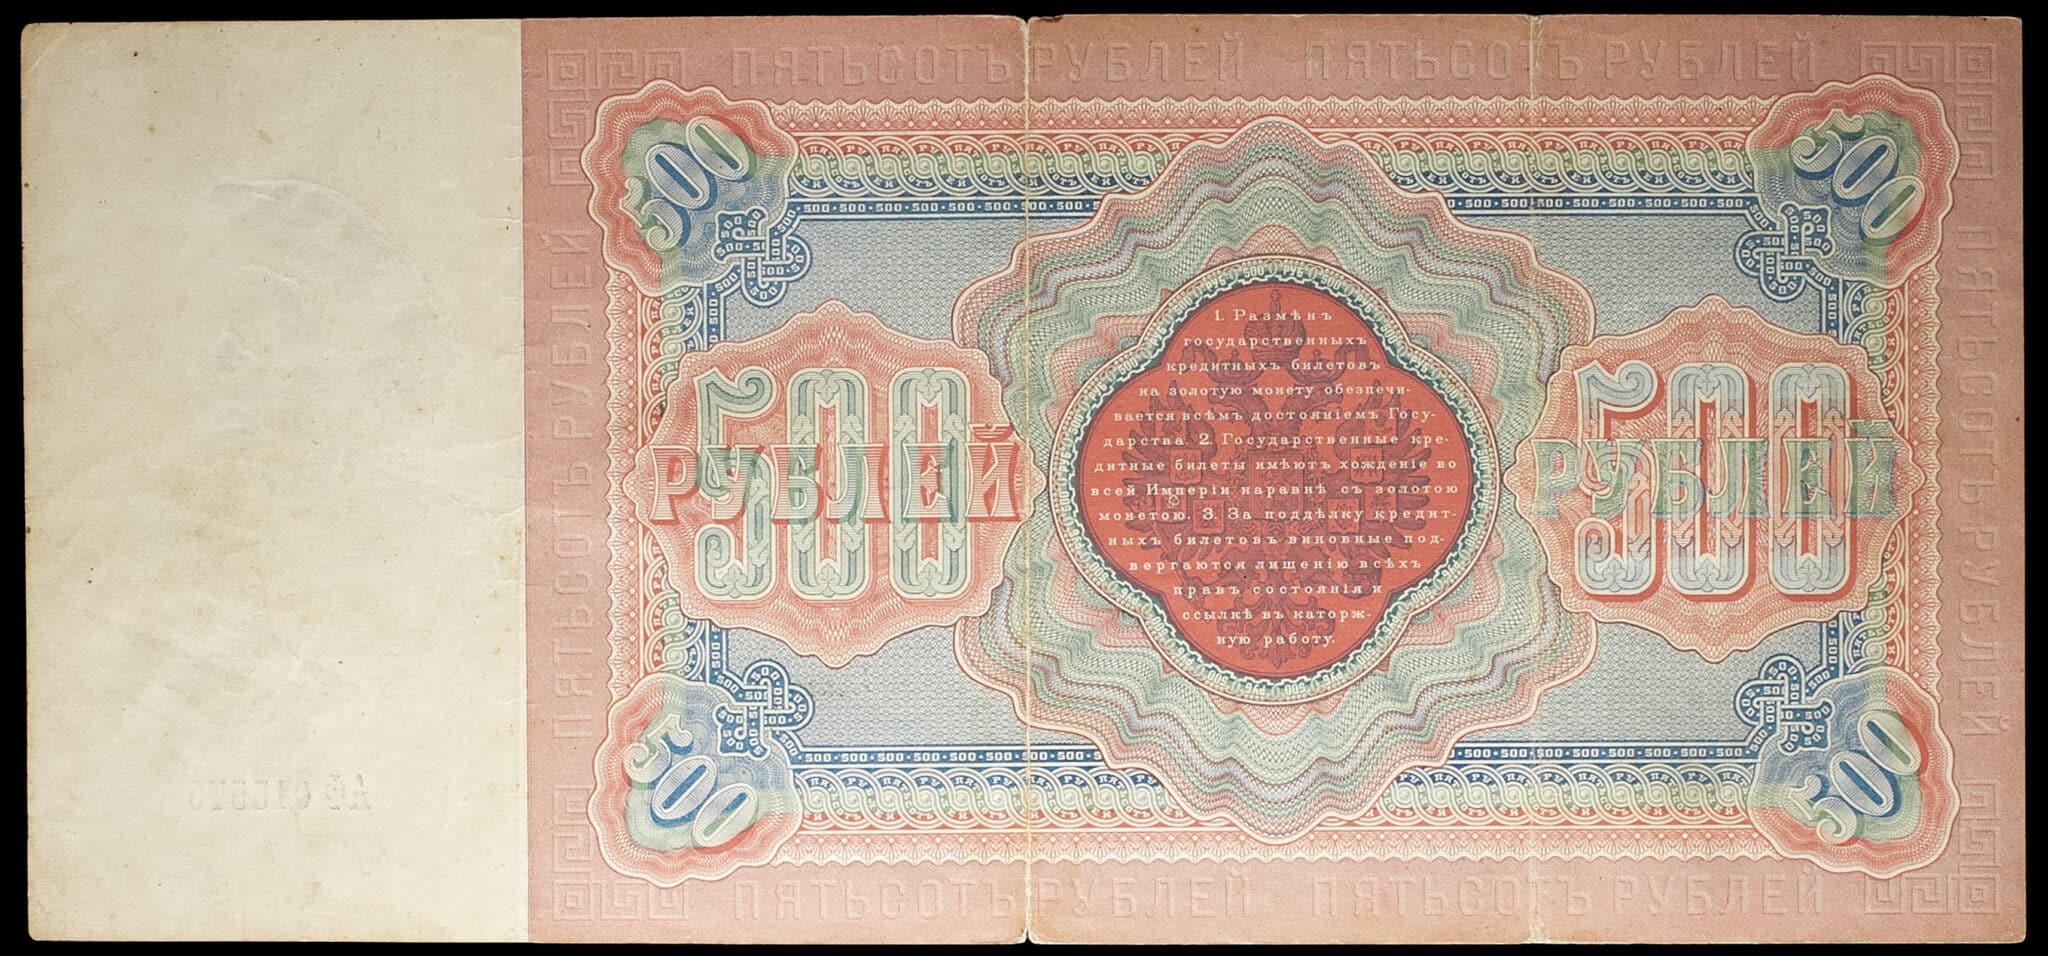 ПЯТЬСОТЪ РУБЛЕЙ ПЯТЬСОТЪ РУБЛЕЙ
500
500
ПЯТЬСОТЪ РУБЛЕЙ
500
РУБЛЕЙ
1. Размѣнъ
государственныхъ
кредитныхъ билетовъ
на золотую монету обезпечи-
вается всѣмъ достояніемъ Госу-
дарства. 2. Государственные кре-
дитные билеты имѣютъ хожденіе во
всей Имперіи наравнѣ съ золотою
монетою. 3. За поддѣлку кредит-
ныхъ билетовъ виновные под-
вергаются лишенію всѣхъ
правъ состоянія и
ссылкѣ въ каторж-
ную работу.
500
РУБЛЕЙ
ПЯТЬСОТЪ РУБЛЕЙ
500
500
ПЯТЬСОТЪ РУБЛЕЙ ПЯТЬСОТЪ РУБЛЕЙ